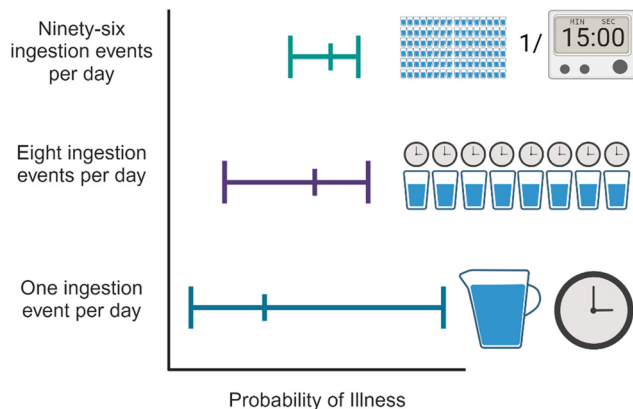 Ninety-six
ingestion events
per day
1/
MIN SEC
15:00
Eight ingestion
events per day
One ingestion
event per day
Probability of Illness